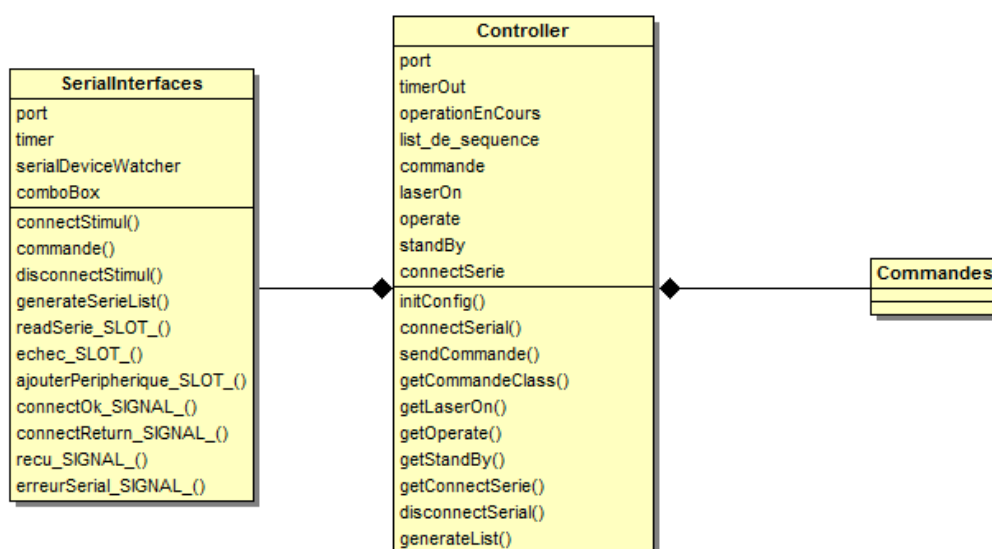 SerialInterfaces
port
timer
serialDeviceWatcher
comboBox
connectStimul()
commande()
disconnectStimul()
generateSerieList()
readSerie_SLOT_()
echec_SLOT_()
ajouterPeripherique_SLOT_()
connectOk_SIGNAL_()
connectReturn_SIGNAL_()
recu_SIGNAL_()
erreurSerial_SIGNAL_()
Controller
port
timerOut
operationEnCours
list_de_sequence
commande
laserOn
operate
standBy
connectSerie
initConfig()
connectSerial()
sendCommande()
getCommandeClass()
getLaserOn()
getOperate()
getStandBy()
getConnectSerie()
disconnectSerial()
generateList()
Commandes